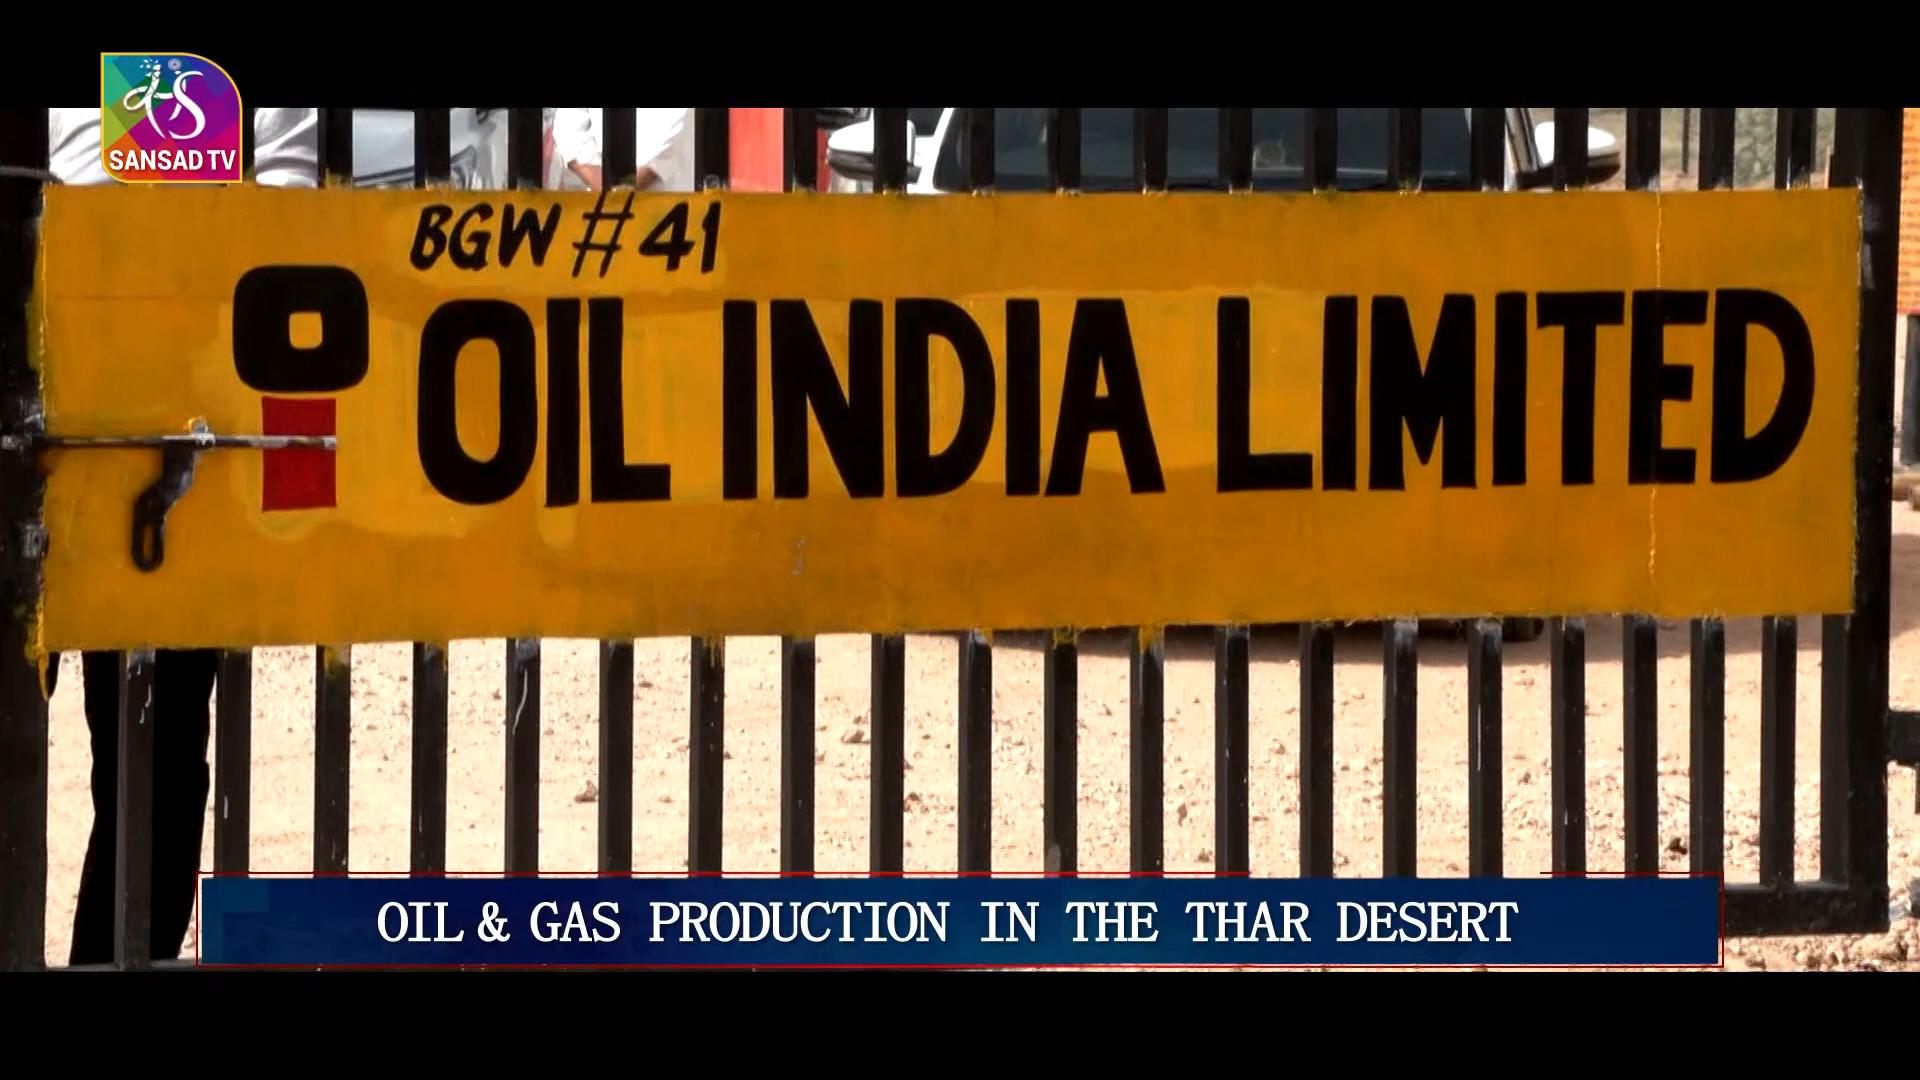 SANSAD TV
BGW #41
OIL INDIA LIMITED
OIL & GAS PRODUCTION IN THE THAR DESERT